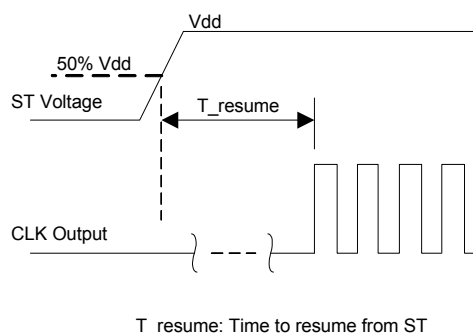 Vdd
50% Vdd
ST Voltage
T_resume
CLK Output
T_resume: Time to resume from ST